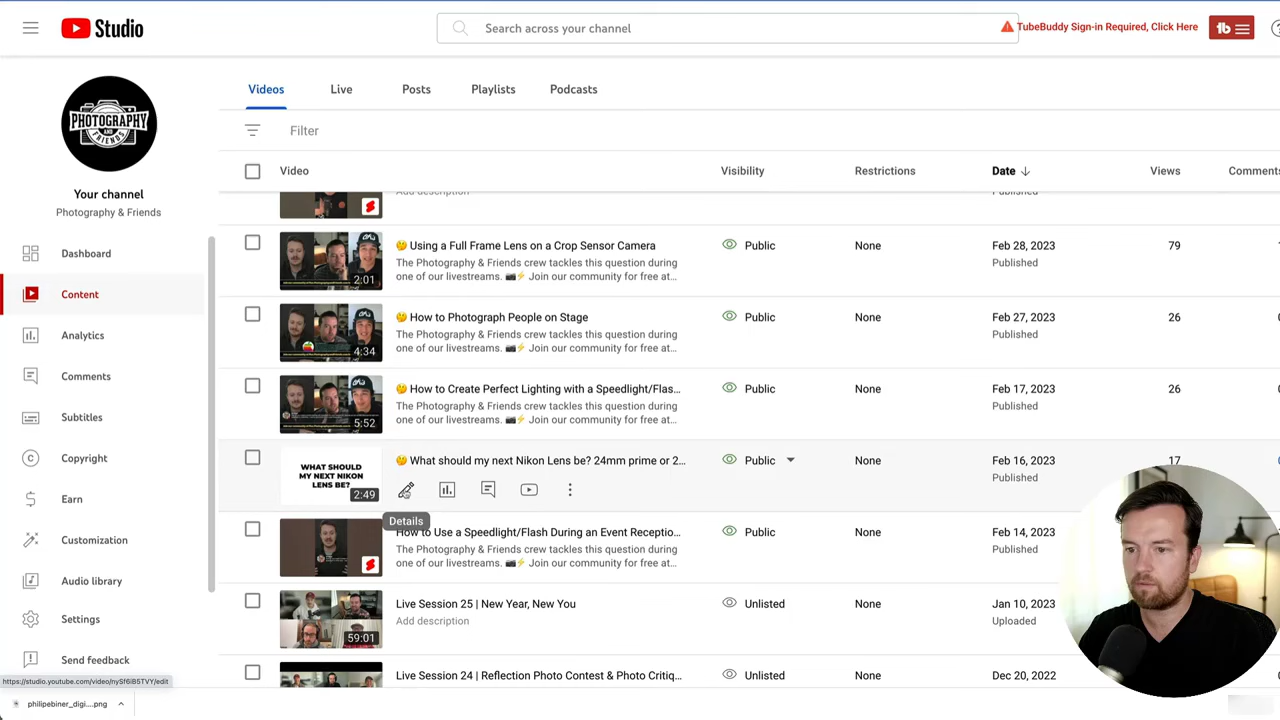 Studio
Search across your channel
TubeBuddy Sign-in Required, Click Here
tb
PHOTOGRAPHY
AND
FRIENDS
Your channel
Photography & Friends
Dashboard
Content
Analytics
Comments
Subtitles
Copyright
Earn
Customization
Audio library
Settings
Send feedback
Videos
Live
Posts
Playlists
Podcasts
Filter
Video
Visibility
Restrictions
Date
Views
Comments
Add description
Published
2:01
🤔 Using a Full Frame Lens on a Crop Sensor Camera
The Photography & Friends crew tackles this question during
one of our livestreams. 📷⚡ Join our community for free at...
Public
None
Feb 28, 2023
Published
79
4:34
🤔 How to Photograph People on Stage
The Photography & Friends crew tackles this question during
one of our livestreams. 📷⚡ Join our community for free at...
Public
None
Feb 27, 2023
Published
26
5:52
🤔 How to Create Perfect Lighting with a Speedlight/Flas...
The Photography & Friends crew tackles this question during
one of our livestreams. 📷⚡ Join our community for free at...
Public
None
Feb 17, 2023
Published
26
WHAT SHOULD
MY NEXT NIKON
LENS BE?
2:49
🤔 What should my next Nikon Lens be? 24mm prime or 2...
Public
None
Feb 16, 2023
Published
17
Details
How to Use a Speedlight/Flash During an Event Receptio...
The Photography & Friends crew tackles this question during
one of our livestreams. 📷⚡ Join our community for free at...
Public
None
Feb 14, 2023
Published
59:01
Live Session 25 | New Year, New You
Add description
Unlisted
None
Jan 10, 2023
Uploaded
Live Session 24 | Reflection Photo Contest & Photo Critiq...
Unlisted
None
Dec 20, 2022
https://studio.youtube.com/video/nySf6l85TVY/edit
philipebiner_digi....png